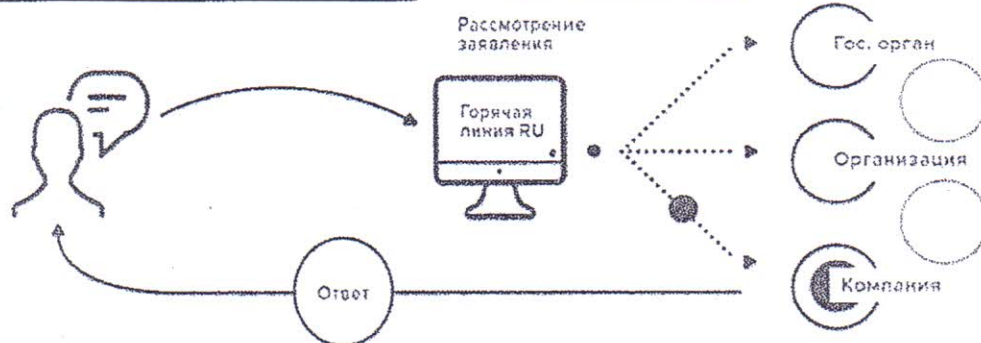 Рассмотрение
заявления
Гос. орган
Горячая
линия RU
Организация
Ответ
Компания